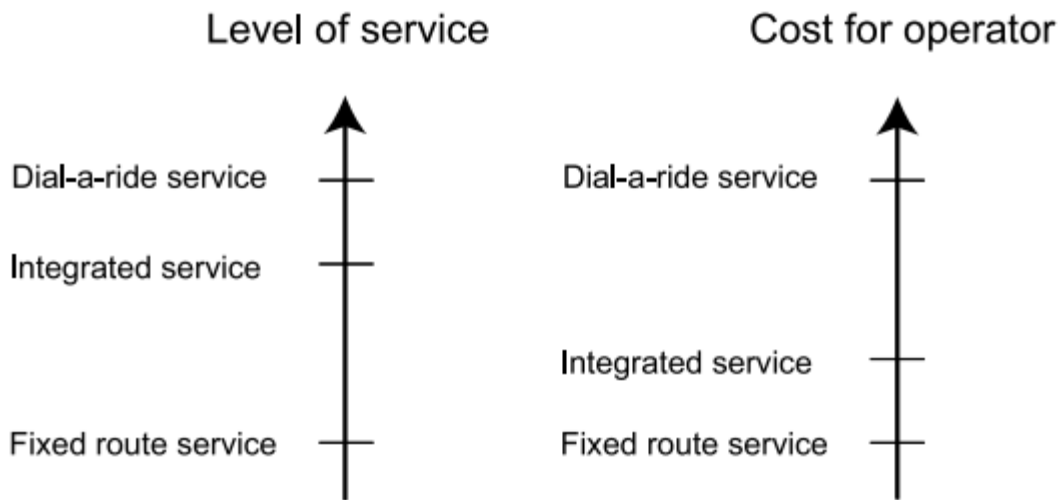 Level of service
Cost for operator
Dial-a-ride service
Dial-a-ride service
Integrated service
Integrated service
Fixed route service
Fixed route service